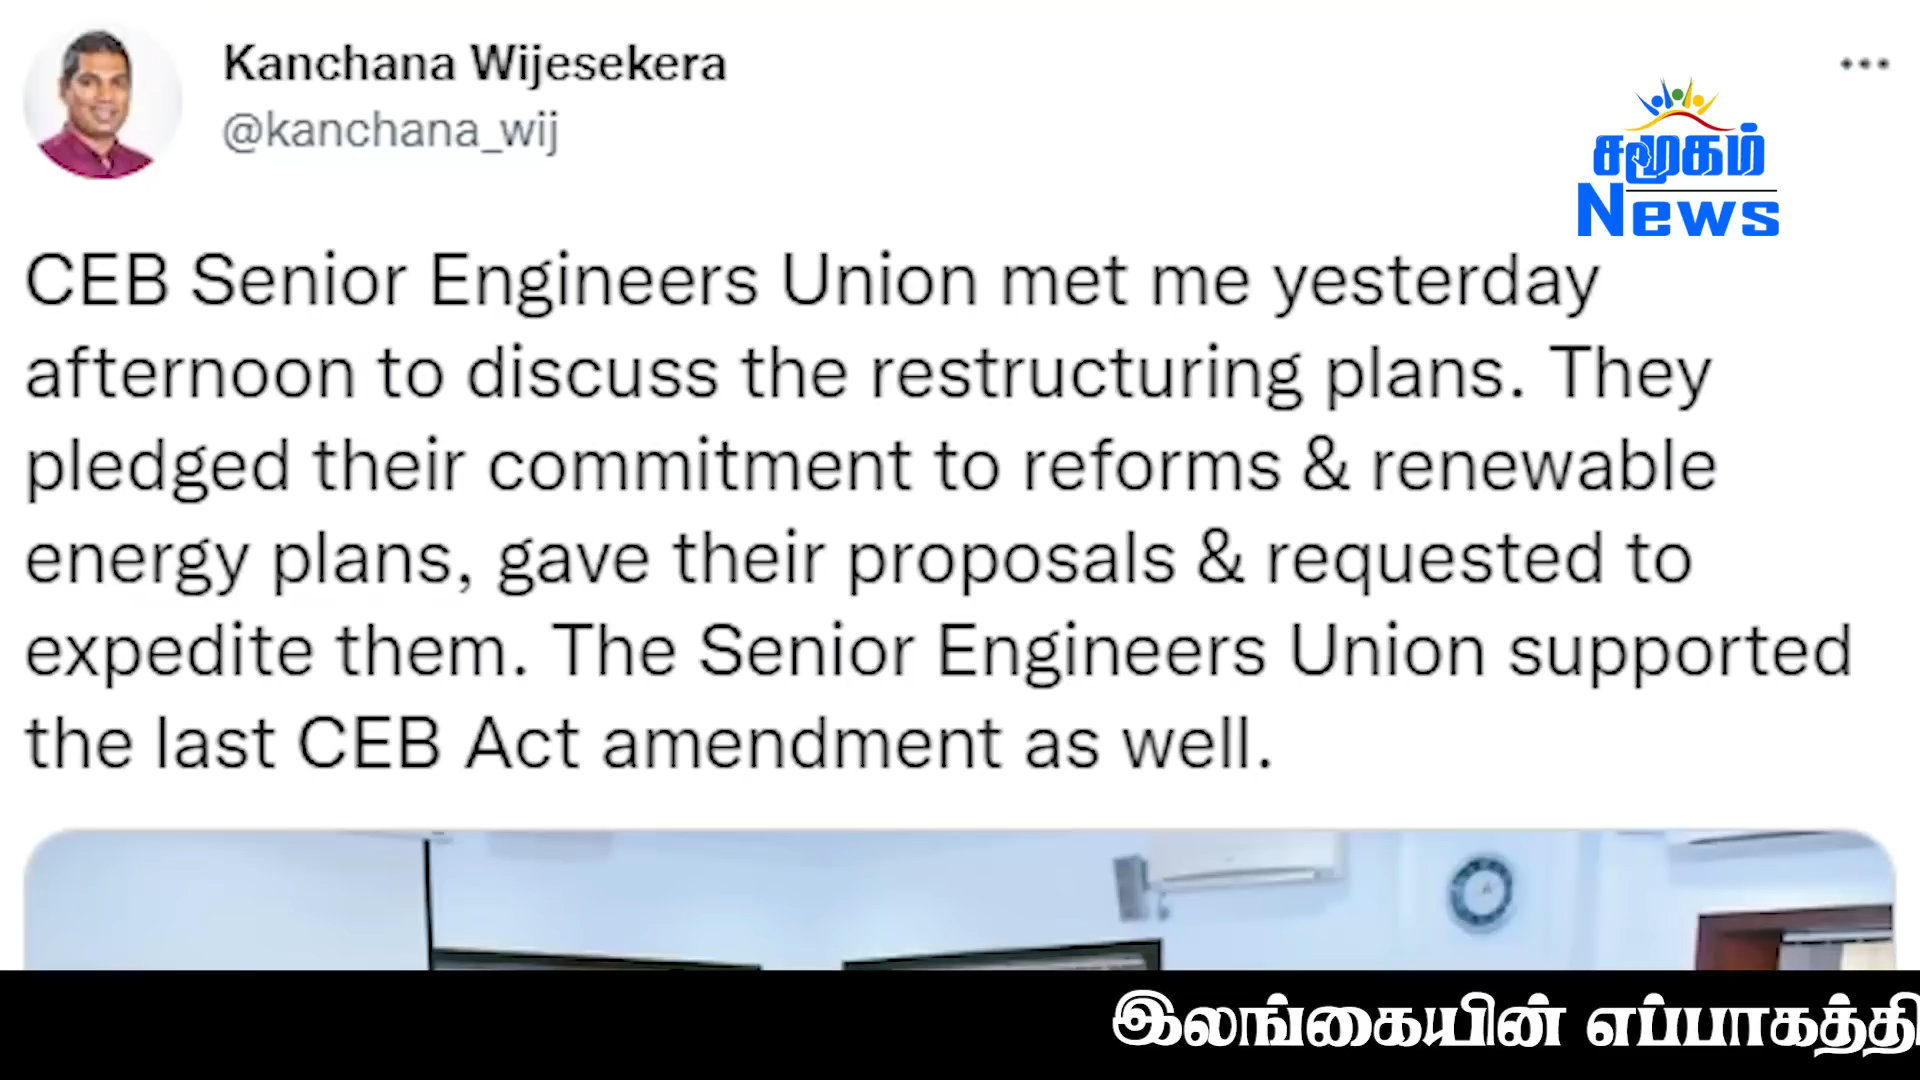 Kanchana Wijesekera
@kanchana_wij
சமூகம்
News
CEB Senior Engineers Union met me yesterday
afternoon to discuss the restructuring plans. They
pledged their commitment to reforms & renewable
energy plans, gave their proposals & requested to
expedite them. The Senior Engineers Union supported
the last CEB Act amendment as well.
இலங்கையின் எப்பாகத்தி